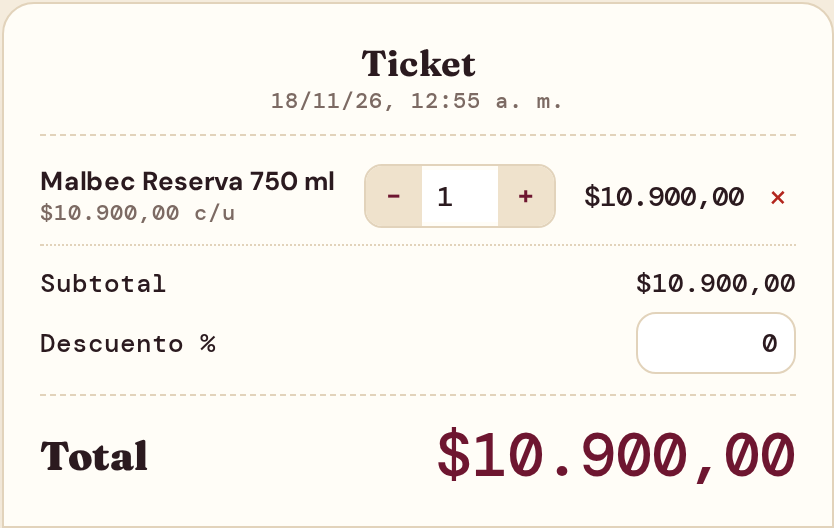 Ticket
18/11/26, 12:55 a. m.
Malbec Reserva 750 ml
$10.900,00 c/u
- 1 + $10.900,00 ×
Subtotal $10.900,00
Descuento % 0
Total $10.900,00